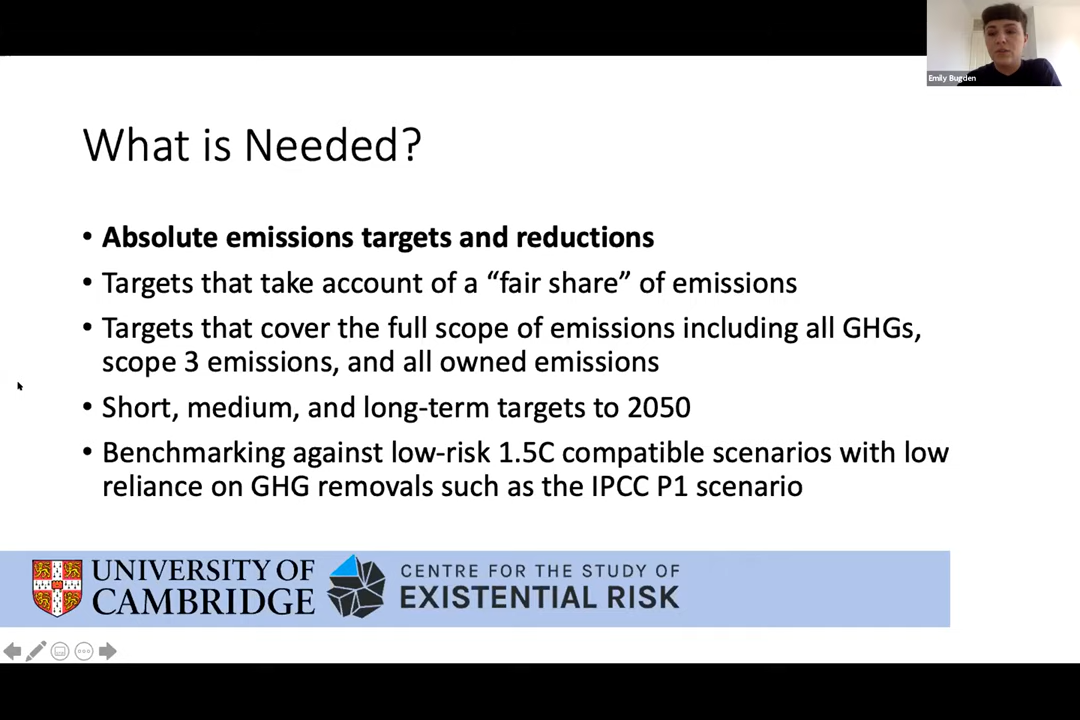 Emily Bugden
What is Needed?
• Absolute emissions targets and reductions
• Targets that take account of a “fair share” of emissions
• Targets that cover the full scope of emissions including all GHGs,
scope 3 emissions, and all owned emissions
• Short, medium, and long-term targets to 2050
• Benchmarking against low-risk 1.5C compatible scenarios with low
reliance on GHG removals such as the IPCC P1 scenario
UNIVERSITY OF
CAMBRIDGE
CENTRE FOR THE STUDY OF
EXISTENTIAL RISK